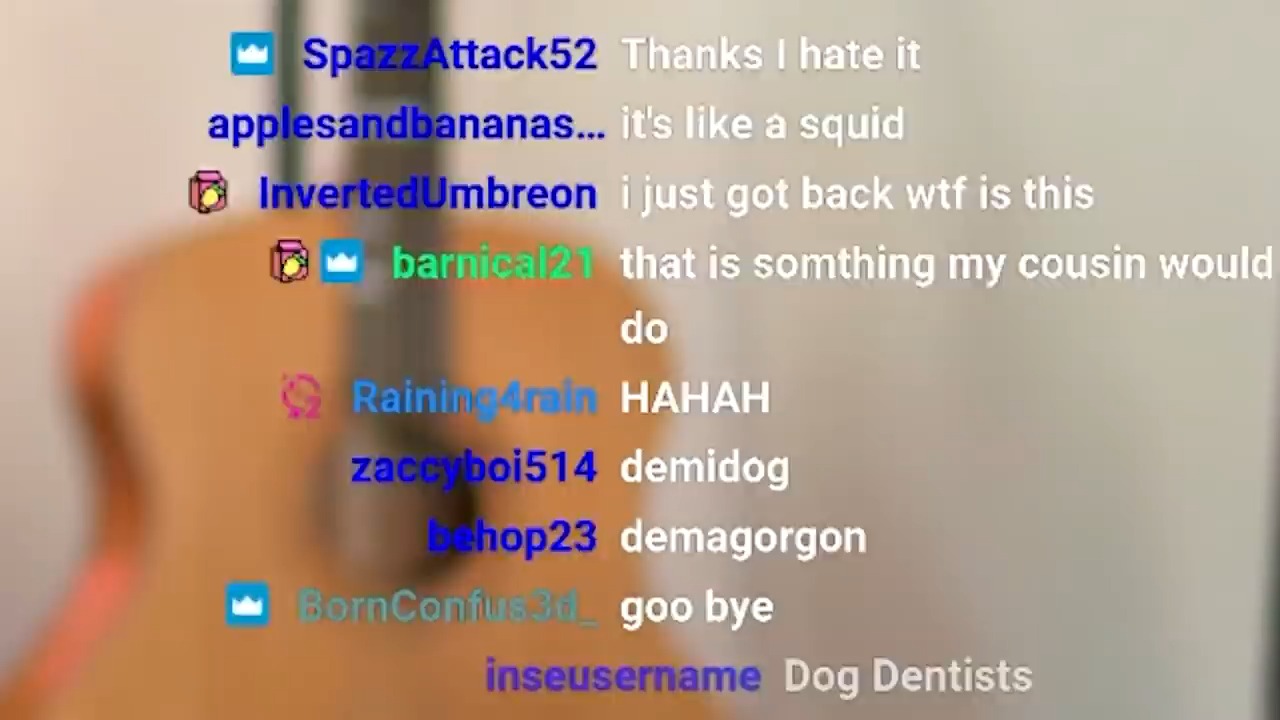 SpazzAttack52 Thanks I hate it
applesandbananas... it's like a squid
InvertedUmbreon i just got back wtf is this
barnical21 that is somthing my cousin would
do
Raining4rain HAHAH
zaccyboi514 demidog
behop23 demagorgon
BornConfus3d_ goo bye
inseusername Dog Dentists